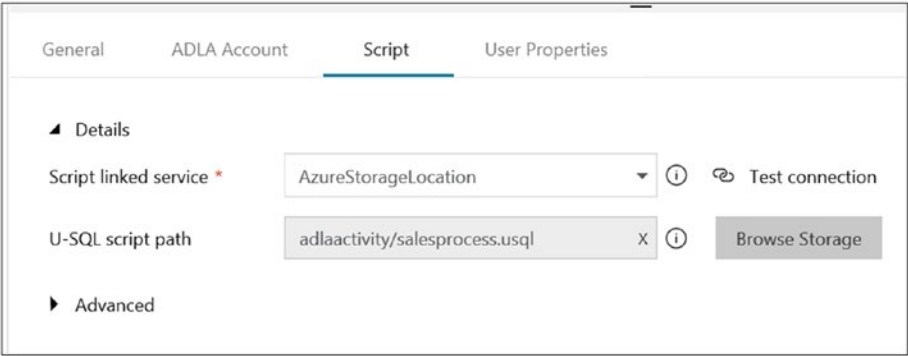 General ADLA Account Script User Properties
Details
Script linked service * AzureStorageLocation Test connection
U-SQL script path adlaactivity/salesprocess.usql X Browse Storage
Advanced